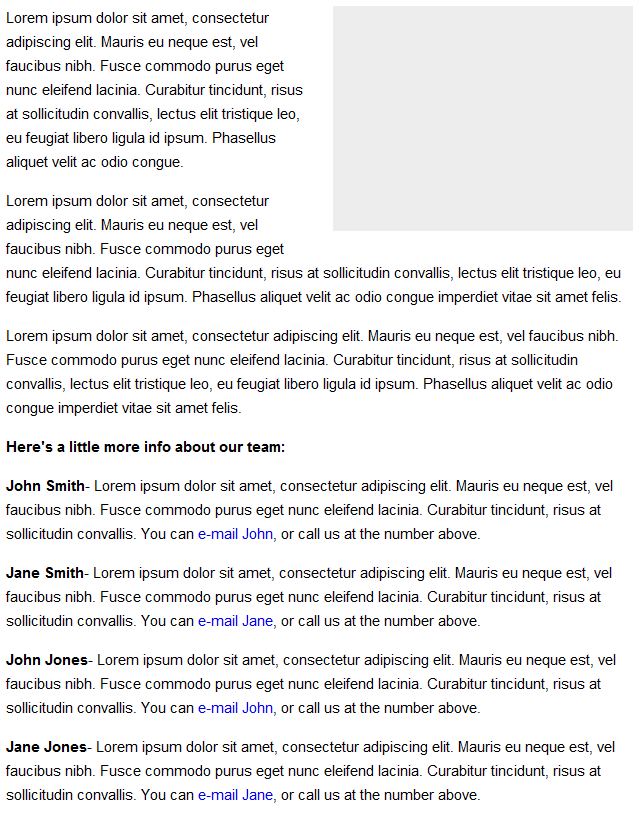 Lorem ipsum dolor sit amet, consectetur
adipiscing elit. Mauris eu neque est, vel
faucibus nibh. Fusce commodo purus eget
nunc eleifend lacinia. Curabitur tincidunt, risus
at sollicitudin convallis, lectus elit tristique leo,
eu feugiat libero ligula id ipsum. Phasellus
aliquet velit ac odio congue.
Lorem ipsum dolor sit amet, consectetur
adipiscing elit. Mauris eu neque est, vel
faucibus nibh. Fusce commodo purus eget
nunc eleifend lacinia. Curabitur tincidunt, risus at sollicitudin convallis, lectus elit tristique leo, eu
feugiat libero ligula id ipsum. Phasellus aliquet velit ac odio congue imperdiet vitae sit amet felis.
Lorem ipsum dolor sit amet, consectetur adipiscing elit. Mauris eu neque est, vel faucibus nibh.
Fusce commodo purus eget nunc eleifend lacinia. Curabitur tincidunt, risus at sollicitudin
convallis, lectus elit tristique leo, eu feugiat libero ligula id ipsum. Phasellus aliquet velit ac odio
congue imperdiet vitae sit amet felis.
Here's a little more info about our team:
John Smith- Lorem ipsum dolor sit amet, consectetur adipiscing elit. Mauris eu neque est, vel
faucibus nibh. Fusce commodo purus eget nunc eleifend lacinia. Curabitur tincidunt, risus at
sollicitudin convallis. You can e-mail John, or call us at the number above.
Jane Smith- Lorem ipsum dolor sit amet, consectetur adipiscing elit. Mauris eu neque est, vel
faucibus nibh. Fusce commodo purus eget nunc eleifend lacinia. Curabitur tincidunt, risus at
sollicitudin convallis. You can e-mail Jane, or call us at the number above.
John Jones- Lorem ipsum dolor sit amet, consectetur adipiscing elit. Mauris eu neque est, vel
faucibus nibh. Fusce commodo purus eget nunc eleifend lacinia. Curabitur tincidunt, risus at
sollicitudin convallis. You can e-mail John, or call us at the number above.
Jane Jones- Lorem ipsum dolor sit amet, consectetur adipiscing elit. Mauris eu neque est, vel
faucibus nibh. Fusce commodo purus eget nunc eleifend lacinia. Curabitur tincidunt, risus at
sollicitudin convallis. You can e-mail Jane, or call us at the number above.